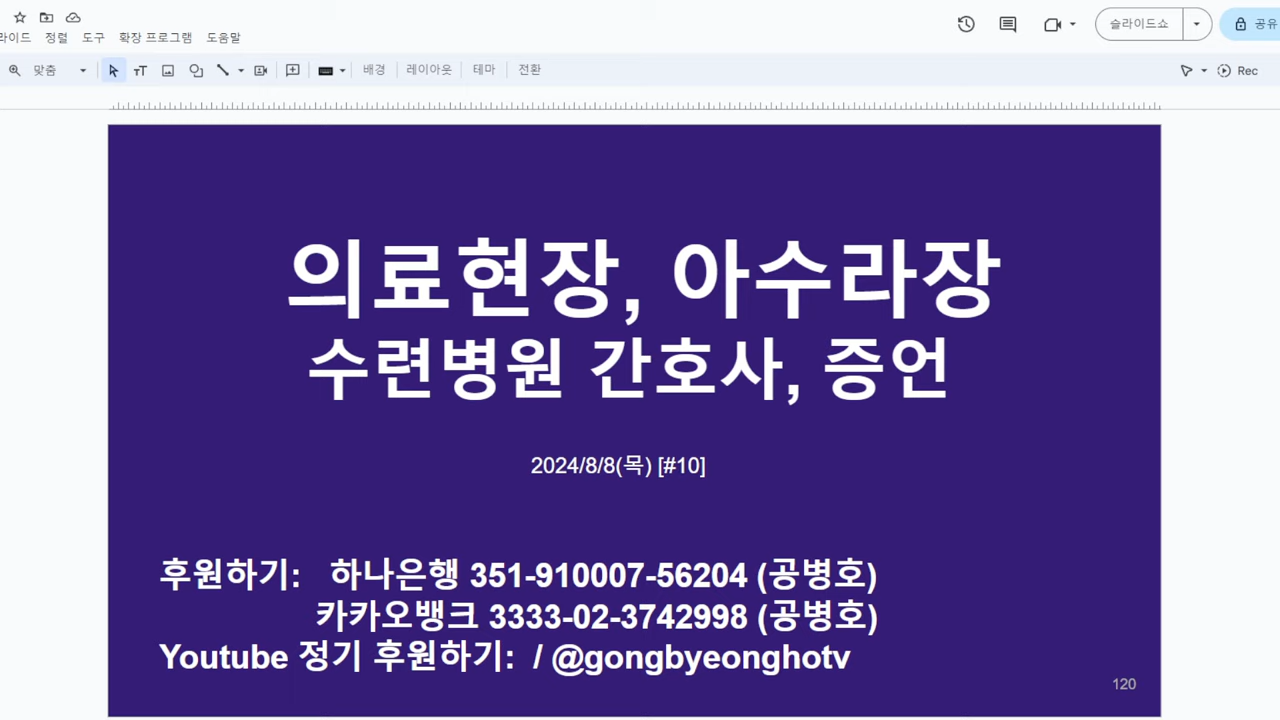 슬라이드쇼
공유
라이드 정렬 도구 확장 프로그램 도움말
맞춤 배경 레이아웃 테마 전환 Rec
의료현장, 아수라장
수련병원 간호사, 증언
2024/8/8(목) [#10]
후원하기: 하나은행 351-910007-56204 (공병호)
카카오뱅크 3333-02-3742998 (공병호)
Youtube 정기 후원하기: / @gongbyeonghotv
120